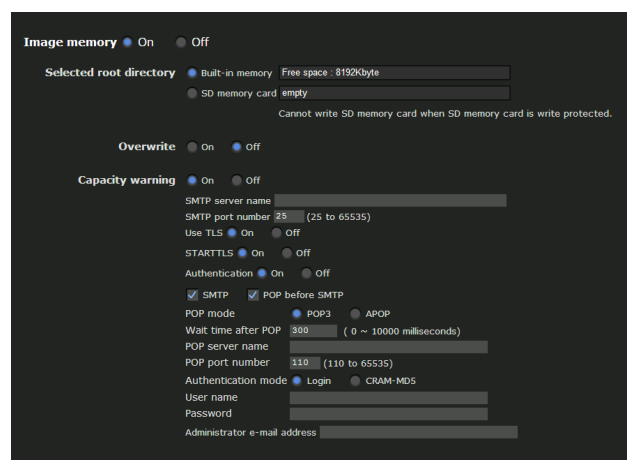 Image memory On Off
Selected root directory Built-in memory Free space : 8192Kbyte
SD memory card empty
Cannot write SD memory card when SD memory card is write protected.
Overwrite On Off
Capacity warning On Off
SMTP server name
SMTP port number 25 (25 to 65535)
Use TLS On Off
STARTTLS On Off
Authentication On Off
SMTP POP before SMTP
POP mode POP3 APOP
Wait time after POP 300 ( 0 ~ 10000 milliseconds)
POP server name
POP port number 110 (110 to 65535)
Authentication mode Login CRAM-MD5
User name
Password
Administrator e-mail address